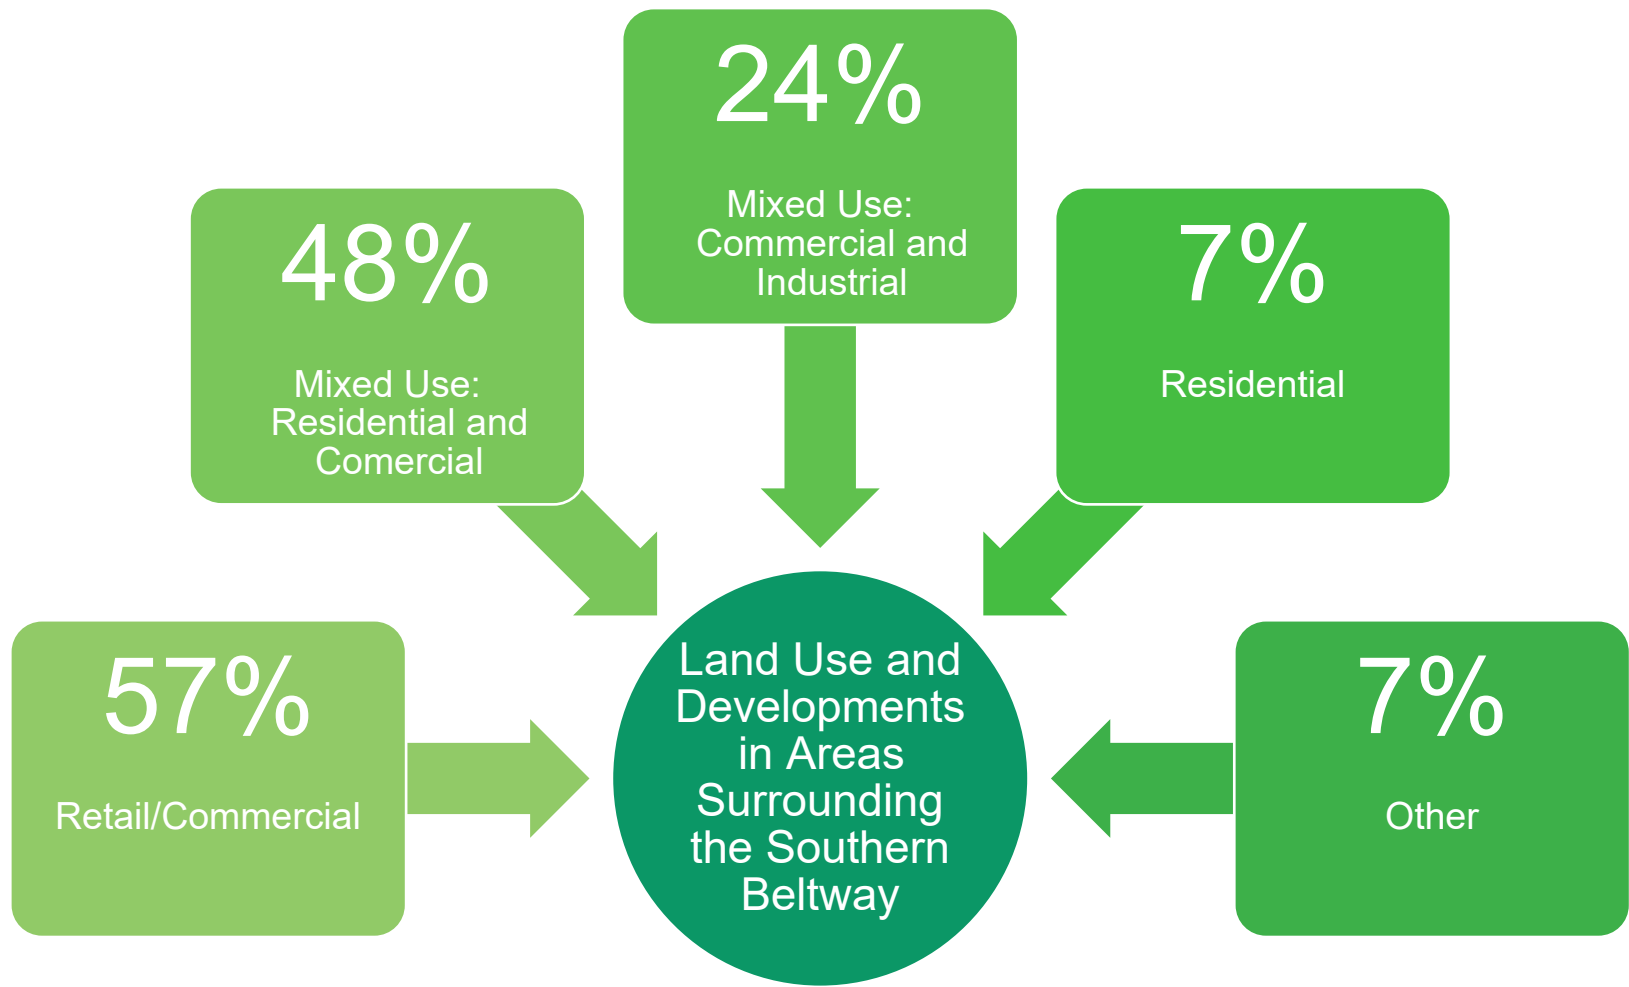 57%
Retail/Commercial
48%
Mixed Use:
Residential and
Comercial
24%
Mixed Use:
Commercial and
Industrial
7%
Residential
7%
Other
Land Use and
Developments
in Areas
Surrounding
the Southern
Beltway